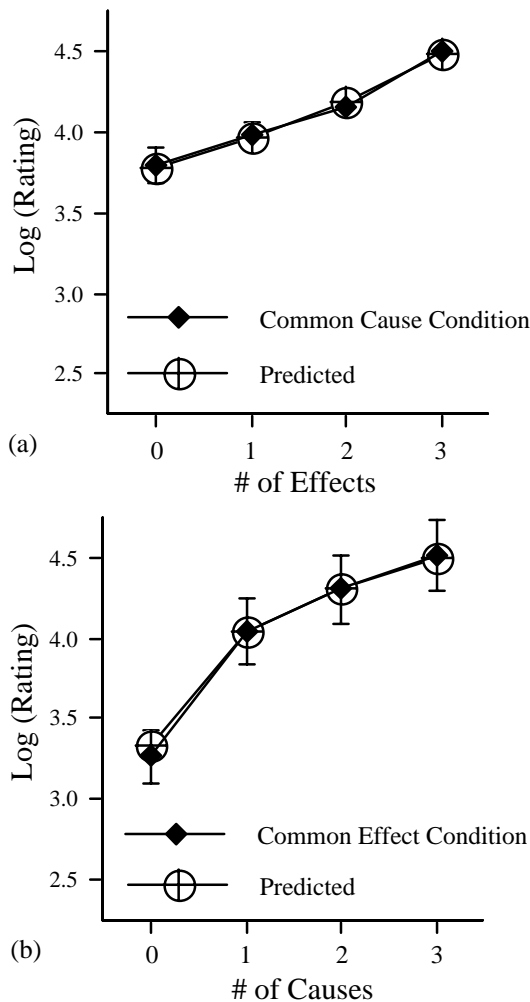 4.5
4.0
3.5
3.0
2.5
Log (Rating)
Common Cause Condition
Predicted
(a)
0 1 2 3
# of Effects
4.5
4.0
3.5
3.0
2.5
Log (Rating)
Common Effect Condition
Predicted
(b)
0 1 2 3
# of Causes